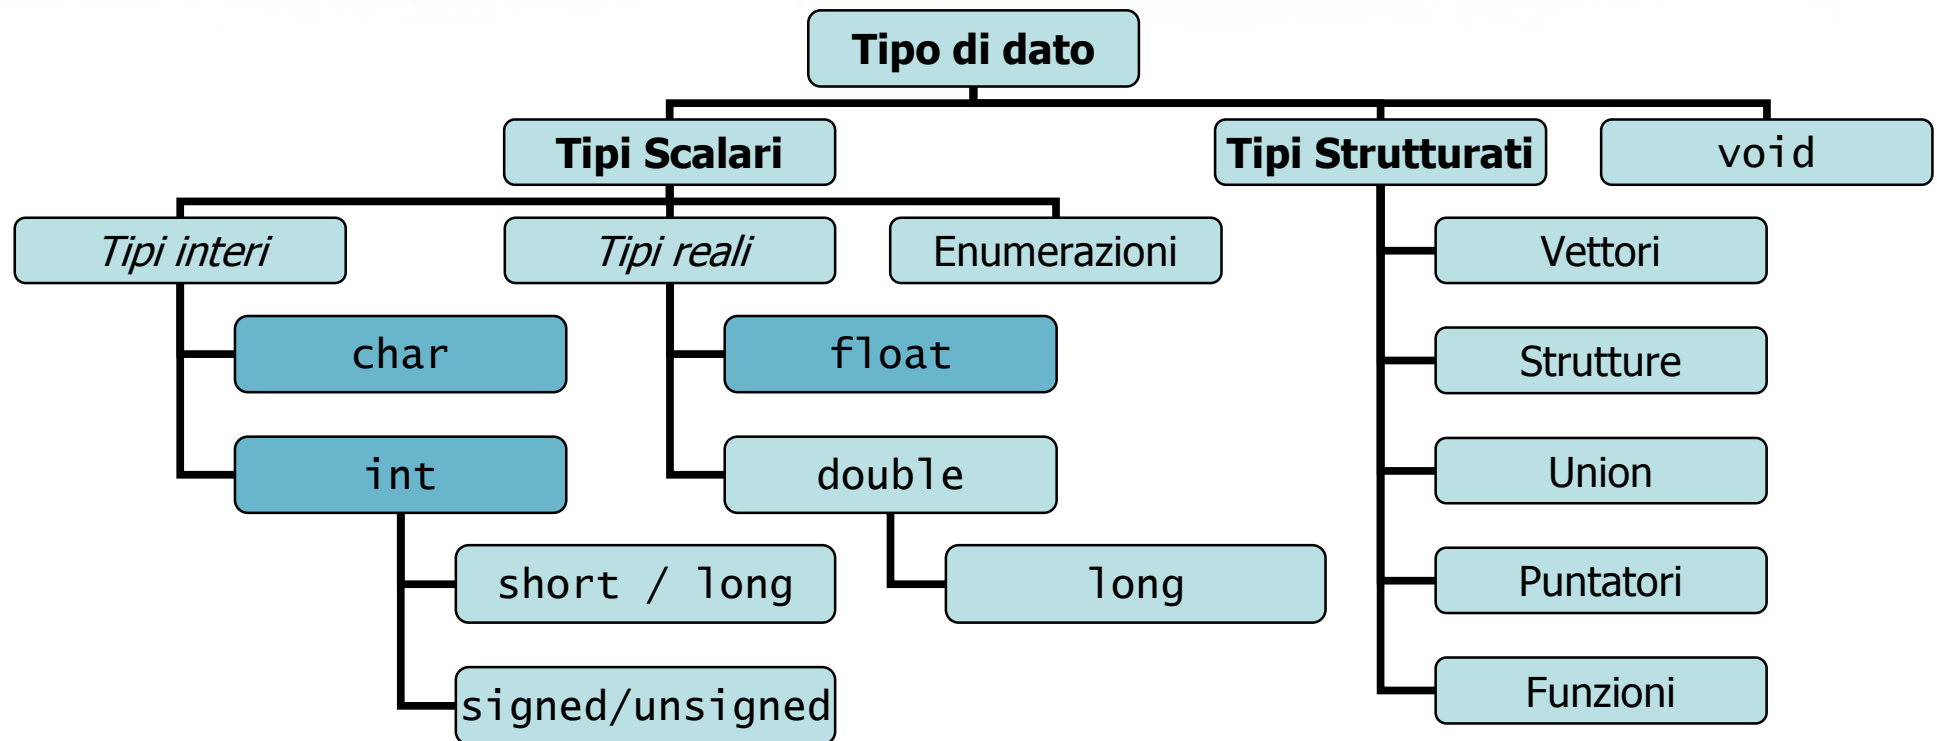 Tipo di dato
Tipi Scalari
Tipi Strutturati
void
Tipi interi
Tipi reali
Enumerazioni
Vettori
char
float
Strutture
int
double
Union
short / long
long
Puntatori
signed/unsigned
Funzioni